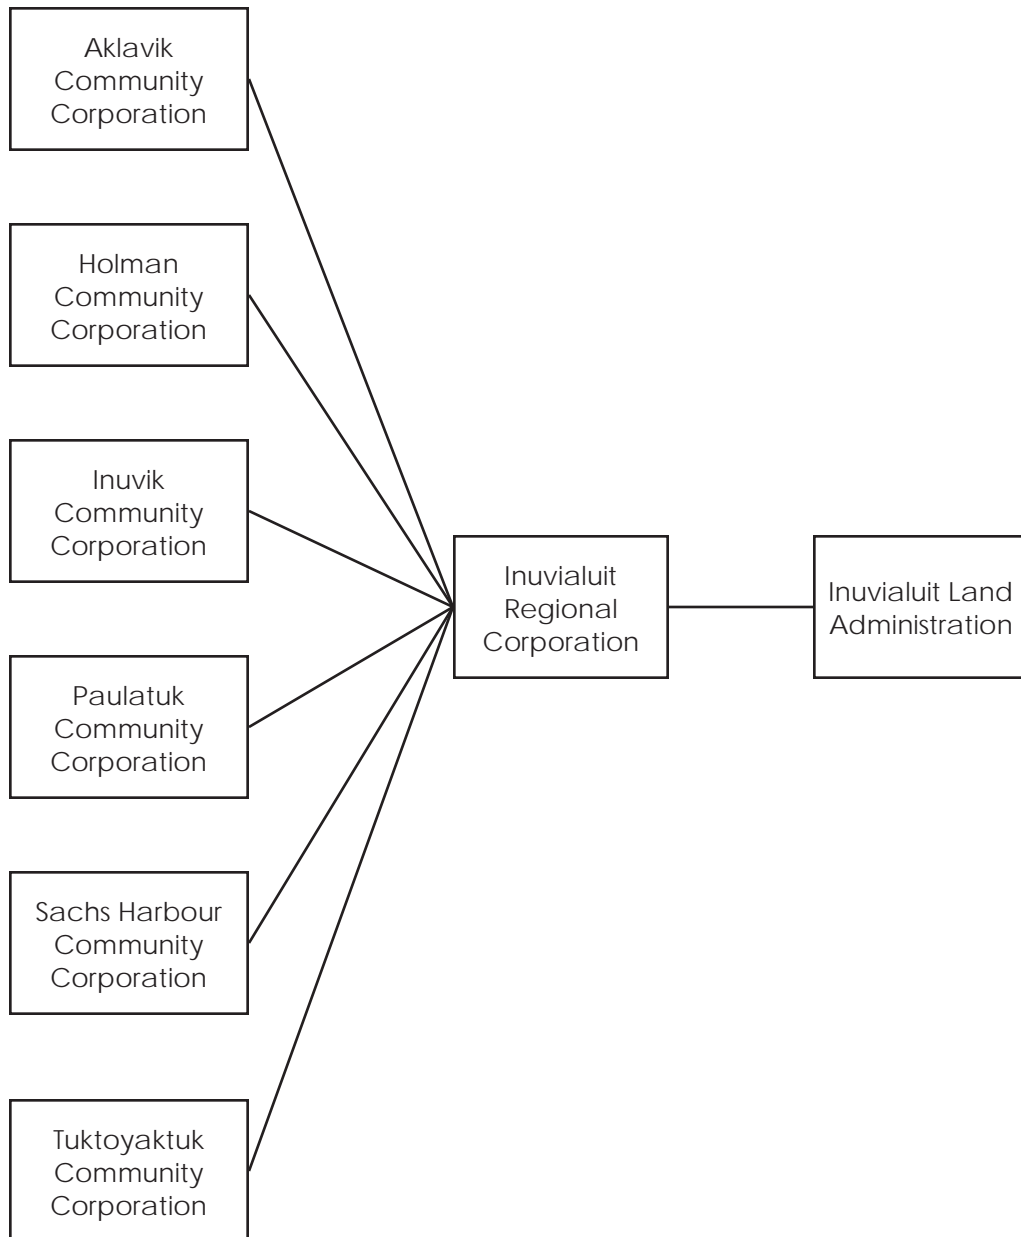 Aklavik
Community
Corporation
Holman
Community
Corporation
Inuvik
Community
Corporation
Inuvialuit
Regional
Corporation
Inuvialuit Land
Administration
Paulatuk
Community
Corporation
Sachs Harbour
Community
Corporation
Tuktoyaktuk
Community
Corporation